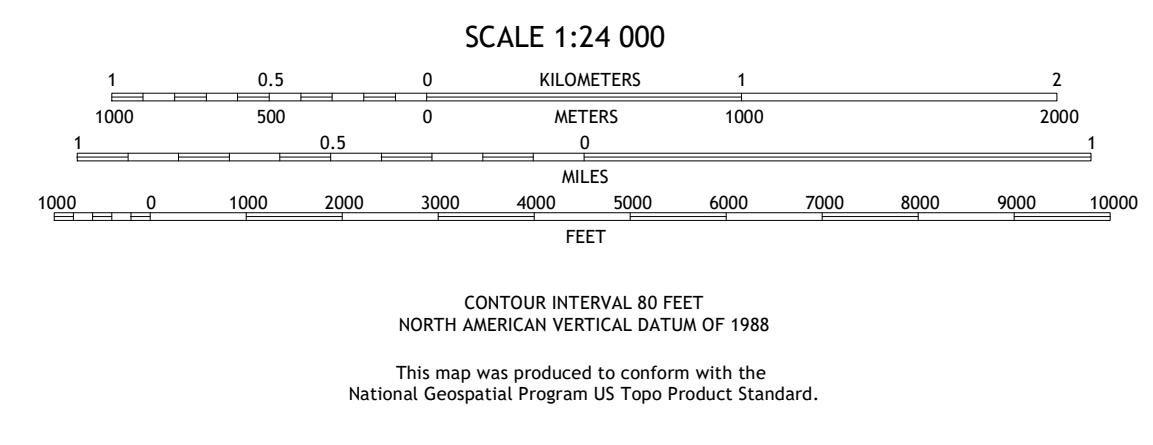 SCALE 1:24 000
1 0.5 0 KILOMETERS 1 2
1000 500 0 METERS 1000 2000
1 0.5 0 1
MILES
1000 0 1000 2000 3000 4000 5000 6000 7000 8000 9000 10000
FEET
CONTOUR INTERVAL 80 FEET
NORTH AMERICAN VERTICAL DATUM OF 1988
This map was produced to conform with the
National Geospatial Program US Topo Product Standard.